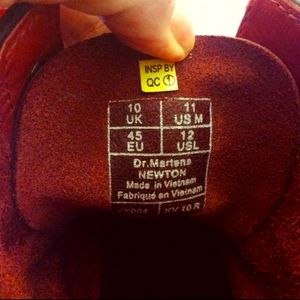 INSP BY
QC 1
10 11
UK US M
45 12
EU USL
Dr.Martens
NEWTON
Made in Vietnam
Fabriqué en Vietnam